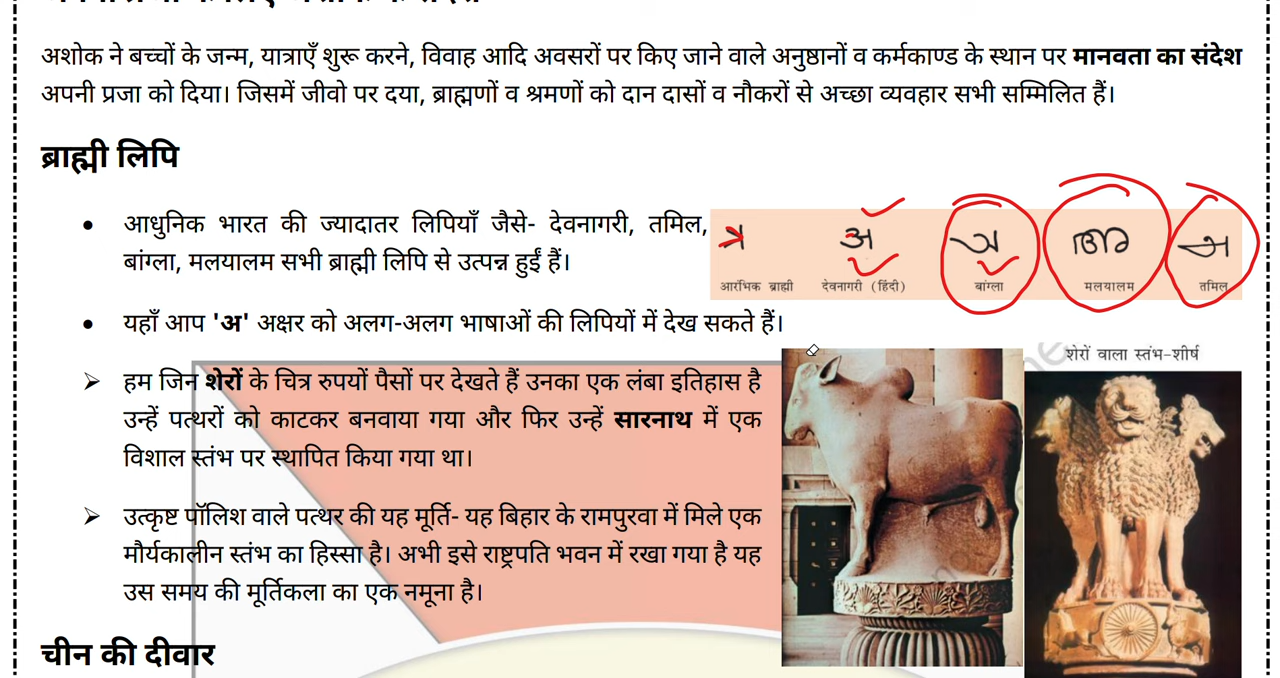 अशोक ने बच्चों के जन्म, यात्राएँ शुरू करने, विवाह आदि अवसरों पर किए जाने वाले अनुष्ठानों व कर्मकाण्ड के स्थान पर मानवता का संदेश
अपनी प्रजा को दिया। जिसमें जीवो पर दया, ब्राह्मणों व श्रमणों को दान दासों व नौकरों से अच्छा व्यवहार सभी सम्मिलित हैं।
ब्राह्मी लिपि
• आधुनिक भारत की ज्यादातर लिपियाँ जैसे- देवनागरी, तमिल,
बांग्ला, मलयालम सभी ब्राह्मी लिपि से उत्पन्न हुईं हैं।
अ অ അ
आरंभिक ब्राह्मी देवनागरी (हिंदी) बांग्ला मलयालम तमिल
• यहाँ आप 'अ' अक्षर को अलग-अलग भाषाओं की लिपियों में देख सकते हैं।
शेरों वाला स्तंभ-शीर्ष
➢ हम जिन शेरों के चित्र रुपयों पैसों पर देखते हैं उनका एक लंबा इतिहास है
उन्हें पत्थरों को काटकर बनवाया गया और फिर उन्हें सारनाथ में एक
विशाल स्तंभ पर स्थापित किया गया था।
➢ उत्कृष्ट पॉलिश वाले पत्थर की यह मूर्ति- यह बिहार के रामपुरवा में मिले एक
मौर्यकालीन स्तंभ का हिस्सा है। अभी इसे राष्ट्रपति भवन में रखा गया है यह
उस समय की मूर्तिकला का एक नमूना है।
चीन की दीवार